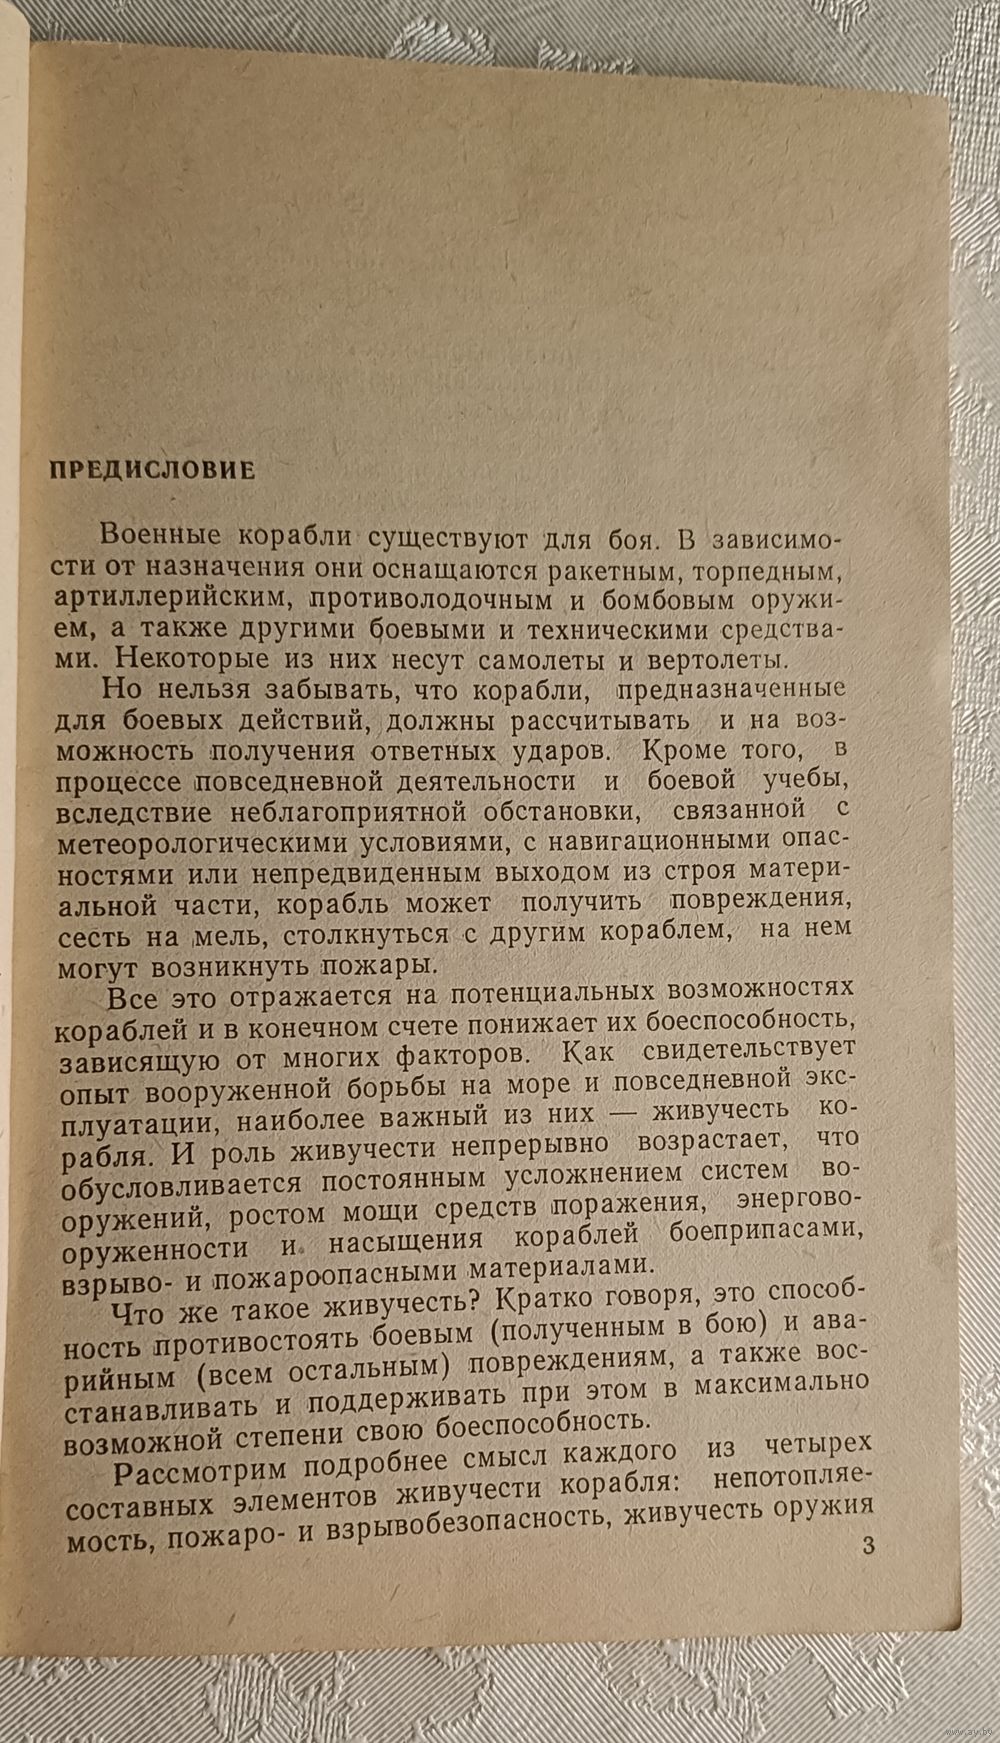 ПРЕДИСЛОВИЕ
Военные корабли существуют для боя. В зависимо-
сти от назначения они оснащаются ракетным, торпедным,
артиллерийским, противолодочным и бомбовым оружи-
ем, а также другими боевыми и техническими средства-
ми. Некоторые из них несут самолеты и вертолеты.
Но нельзя забывать, что корабли, предназначенные
для боевых действий, должны рассчитывать и на воз-
можность получения ответных ударов. Кроме того, в
процессе повседневной деятельности и боевой учебы,
вследствие неблагоприятной обстановки, связанной с
метеорологическими условиями, с навигационными опас-
ностями или непредвиденным выходом из строя матери-
альной части, корабль может получить повреждения,
сесть на мель, столкнуться с другим кораблем, на нем
могут возникнуть пожары.
Все это отражается на потенциальных возможностях
кораблей и в конечном счете понижает их боеспособность,
зависящую от многих факторов. Как свидетельствует
опыт вооруженной борьбы на море и повседневной экс-
плуатации, наиболее важный из них — живучесть ко-
рабля. И роль живучести непрерывно возрастает, что
обусловливается постоянным усложнением систем во-
оружений, ростом мощи средств поражения, энергово-
оруженности и насыщения кораблей боеприпасами,
взрыво- и пожароопасными материалами.
Что же такое живучесть? Кратко говоря, это способ-
ность противостоять боевым (полученным в бою) и ава-
рийным (всем остальным) повреждениям, а также вос-
станавливать и поддерживать при этом в максимально
возможной степени свою боеспособность.
Рассмотрим подробнее смысл каждого из четырех
составных элементов живучести корабля: непотопляе-
мость, пожаро- и взрывобезопасность, живучесть оружия
3
www.ay.by